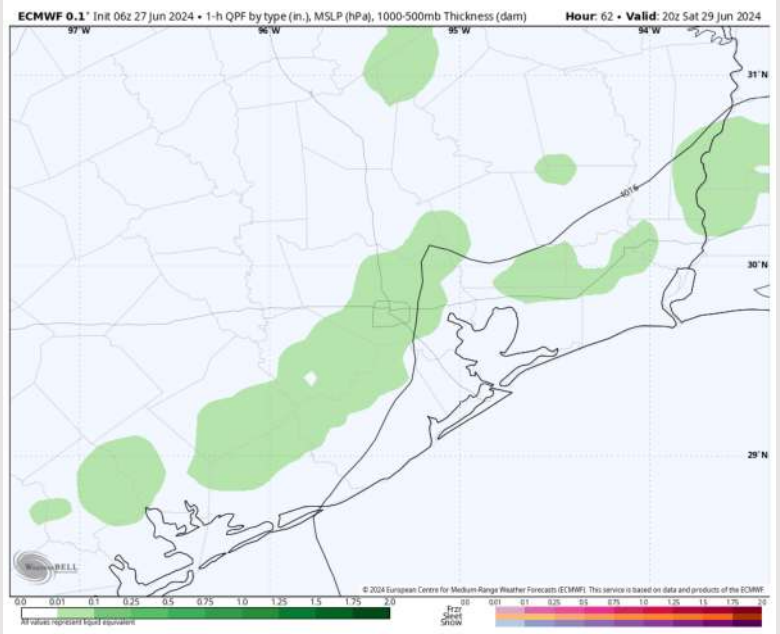 ECMWF 0.1° Init 06z 27 Jun 2024 • 1-h QPF by type (in.), MSLP (hPa), 1000-500mb Thickness (dam) Hour: 62 • Valid: 20z Sat 29 Jun 2024
97°W 96°W 95°W 94°W
31°N
1016
30°N
29°N
WeatherBELL
© 2024 European Centre for Medium-Range Weather Forecasts (ECMWF). This service is based on data and products of the ECMWF
0.0 0.01 0.1 0.25 0.5 0.75 1.0 1.25 1.5 1.75 2.0 0.0 0.01 0.1 0.25 0.5 0.75 1.0 1.25 1.5 1.75 2.0
Frzr
Sleet
Snow
All values represent liquid equivalent